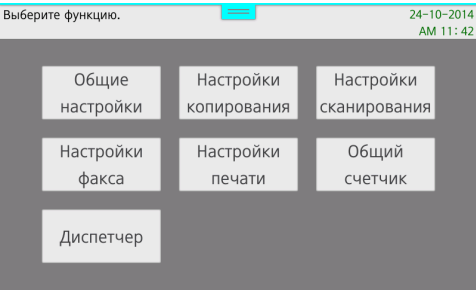 Выберите функцию.
24-10-2014
AM 11:42
Общие
настройки
Настройки
копирования
Настройки
сканирования
Настройки
факса
Настройки
печати
Общий
счетчик
Диспетчер